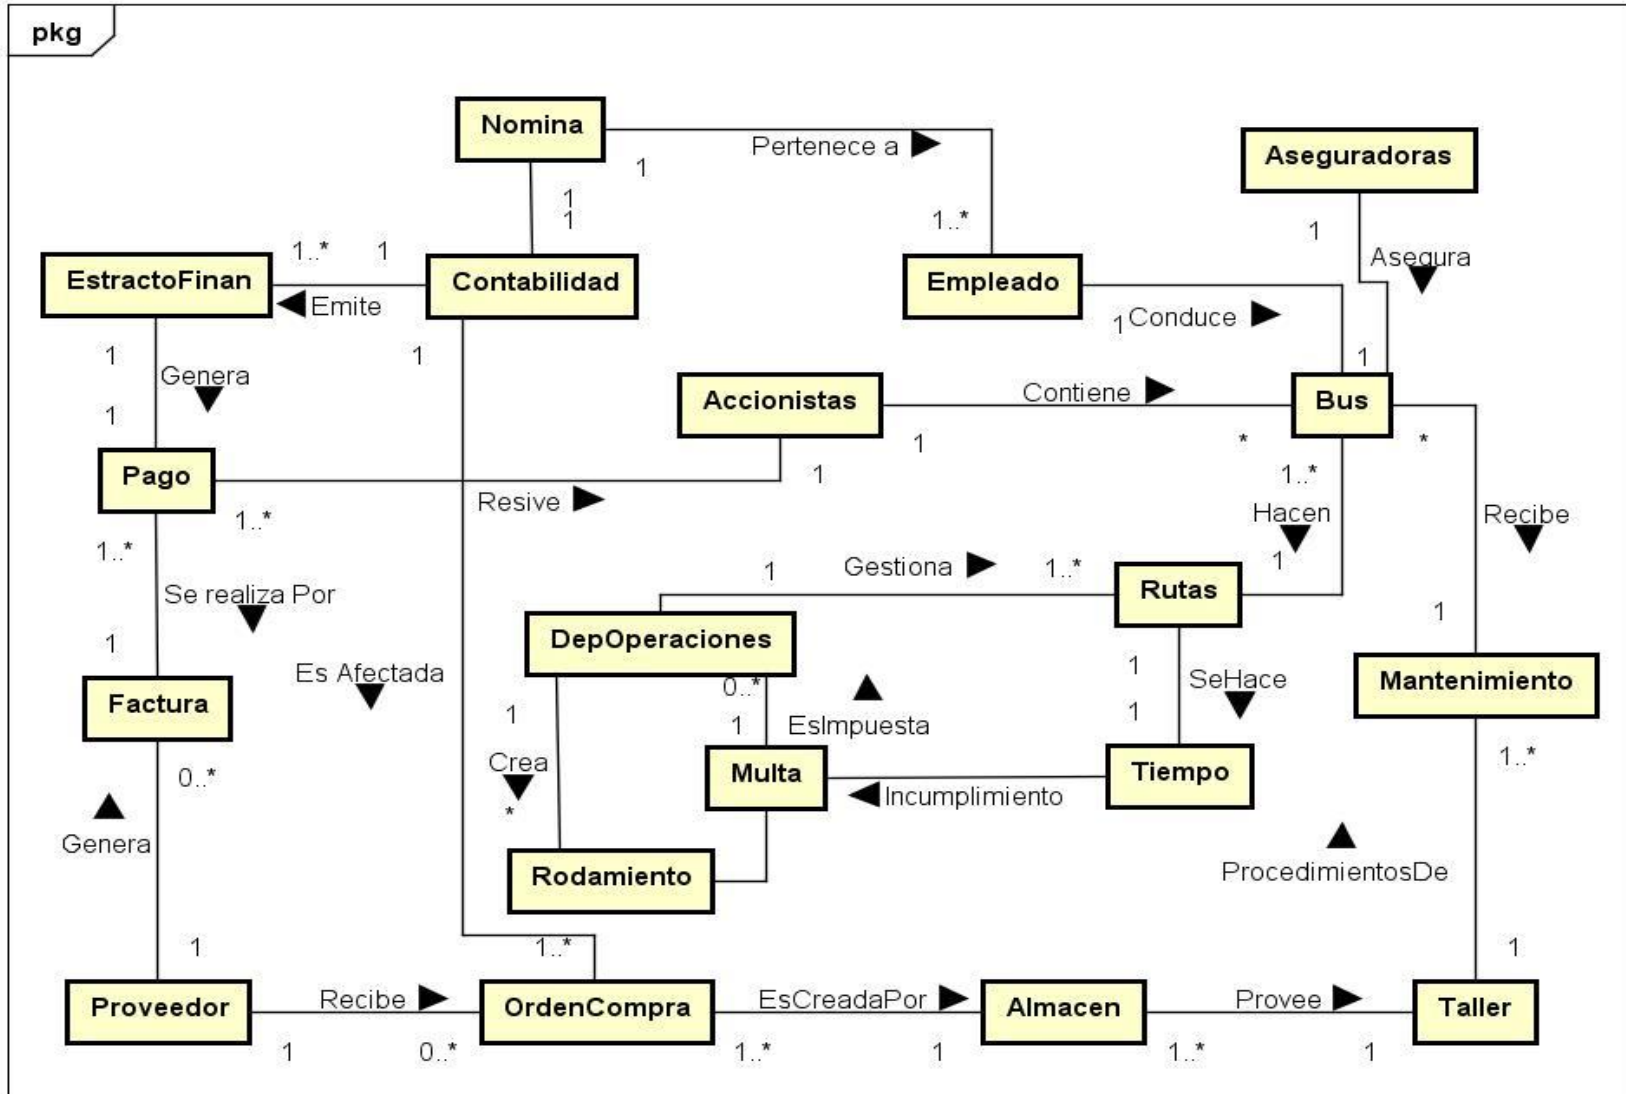 pkg
Nomina
Pertenece a
1
1..*
1
1
Aseguradoras
1
Asegura
1
EstractoFinan
1..*
1
Emite
Contabilidad
1
Empleado
1
Conduce
1
Genera
1
Accionistas
Contiene
1
*
1
Bus
*
1..*
Pago
1..*
Resive
1..*
Se realiza Por
1
Hacen
1
Recibe
1
Gestiona
1
1..*
Rutas
DepOperaciones
Es Afectada
Factura
0..*
1
SeHace
1
Mantenimiento
1..*
0..*
1
EsImpuesta
1
Crea
*
Multa
Incumplimiento
Tiempo
Genera
1
Rodamiento
ProcedimientosDe
1
1..*
Proveedor
Recibe
1
0..*
OrdenCompra
EsCreadaPor
1..*
1
Almacen
Provee
1..*
1
Taller